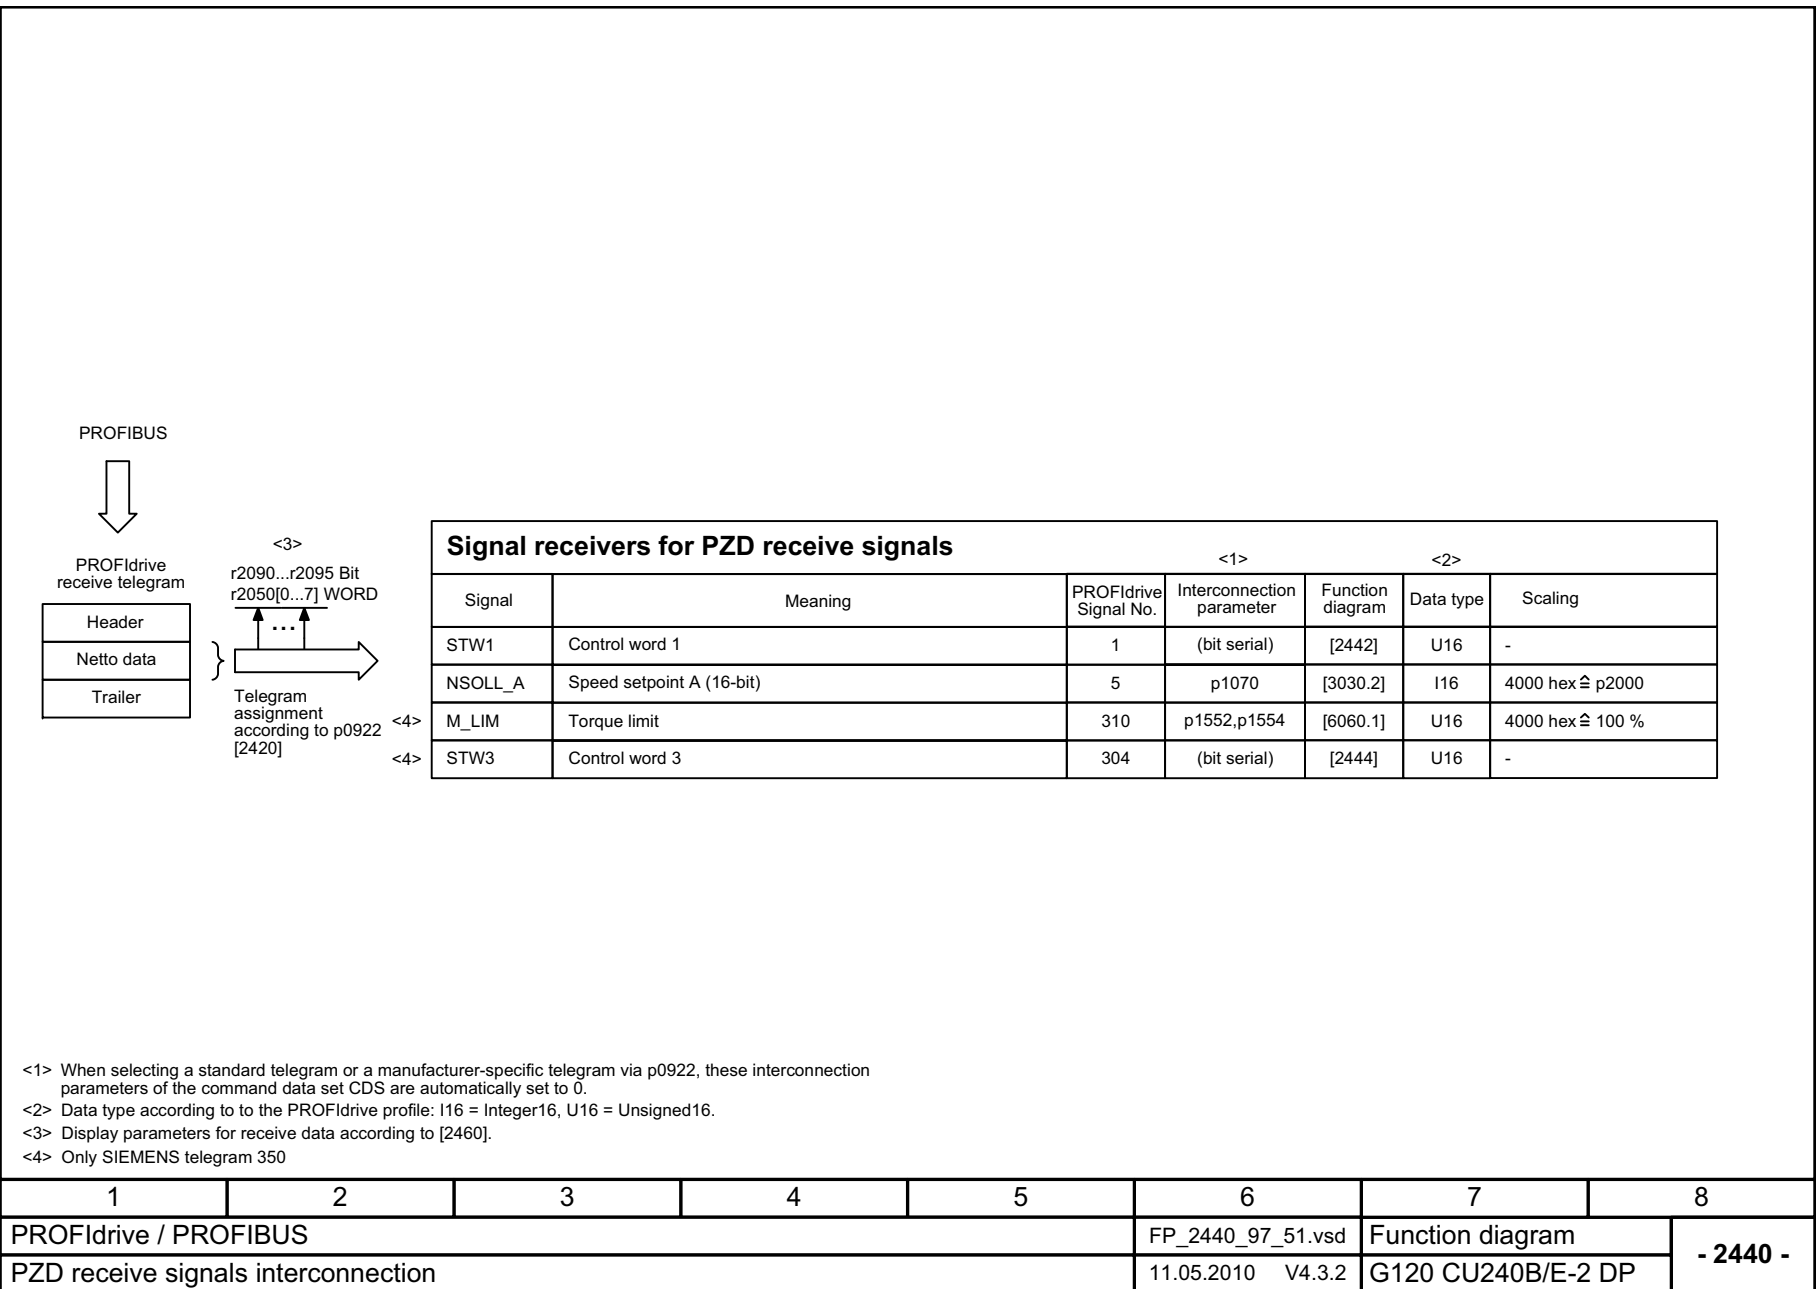 PROFIBUS
PROFIdrive
receive telegram
Header
Netto data
Trailer
<3>
r2090...r2095 Bit
r2050[0...7] WORD
...
Telegram
assignment
according to p0922
[2420]
Signal receivers for PZD receive signals <1> <2>
Signal Meaning PROFIdrive Signal No. Interconnection parameter Function diagram Data type Scaling
STW1 Control word 1 1 (bit serial) [2442] U16 -
NSOLL_A Speed setpoint A (16-bit) 5 p1070 [3030.2] I16 4000 hex ≙ p2000
<4> M_LIM Torque limit 310 p1552,p1554 [6060.1] U16 4000 hex ≙ 100 %
<4> STW3 Control word 3 304 (bit serial) [2444] U16 -
<1> When selecting a standard telegram or a manufacturer-specific telegram via p0922, these interconnection
parameters of the command data set CDS are automatically set to 0.
<2> Data type according to to the PROFIdrive profile: I16 = Integer16, U16 = Unsigned16.
<3> Display parameters for receive data according to [2460].
<4> Only SIEMENS telegram 350
1 2 3 4 5 6 7 8
PROFIdrive / PROFIBUS FP_2440_97_51.vsd Function diagram - 2440 -
PZD receive signals interconnection 11.05.2010 V4.3.2 G120 CU240B/E-2 DP